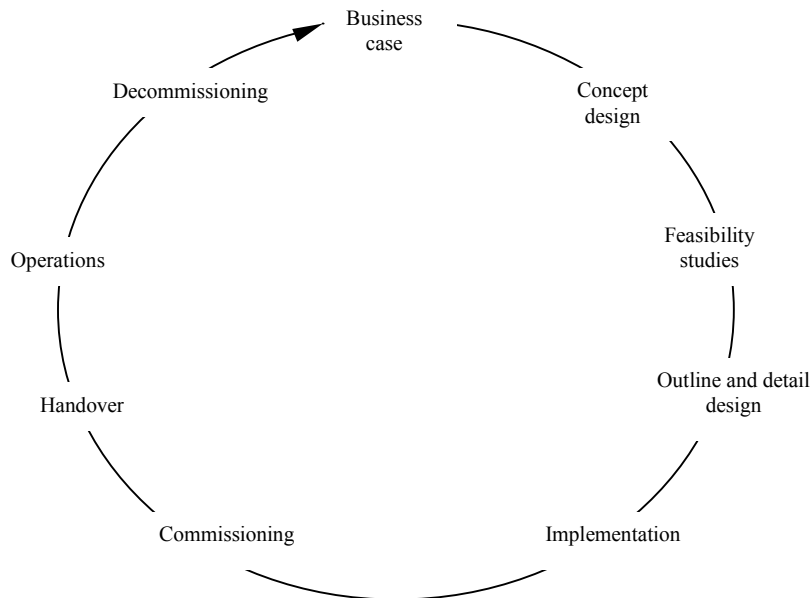 Business
case
Concept
design
Feasibility
studies
Outline and detail
design
Implementation
Commissioning
Handover
Operations
Decommissioning